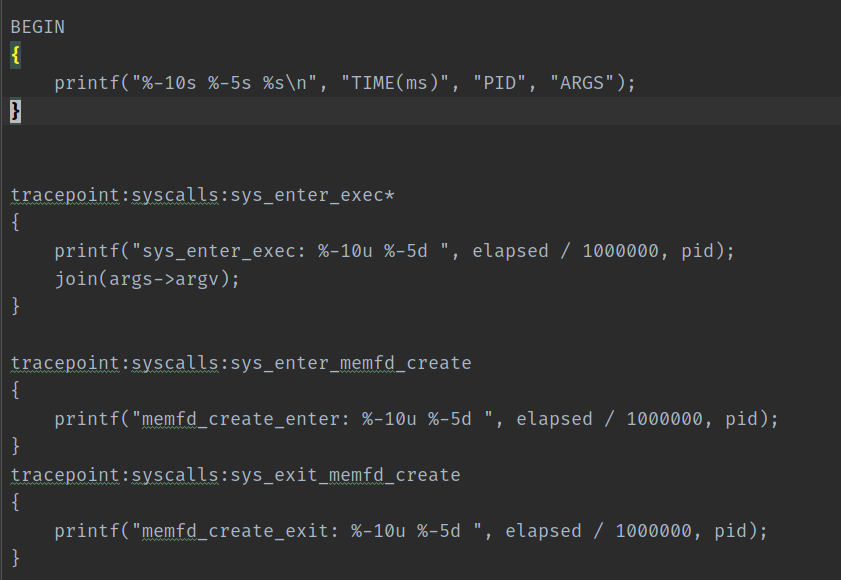 BEGIN
{
    printf("%-10s %-5s %s\n", "TIME(ms)", "PID", "ARGS");
}
tracepoint:syscalls:sys_enter_exec*
{
    printf("sys_enter_exec: %-10u %-5d ", elapsed / 1000000, pid);
    join(args->argv);
}
tracepoint:syscalls:sys_enter_memfd_create
{
    printf("memfd_create_enter: %-10u %-5d ", elapsed / 1000000, pid);
}
tracepoint:syscalls:sys_exit_memfd_create
{
    printf("memfd_create_exit: %-10u %-5d ", elapsed / 1000000, pid);
}